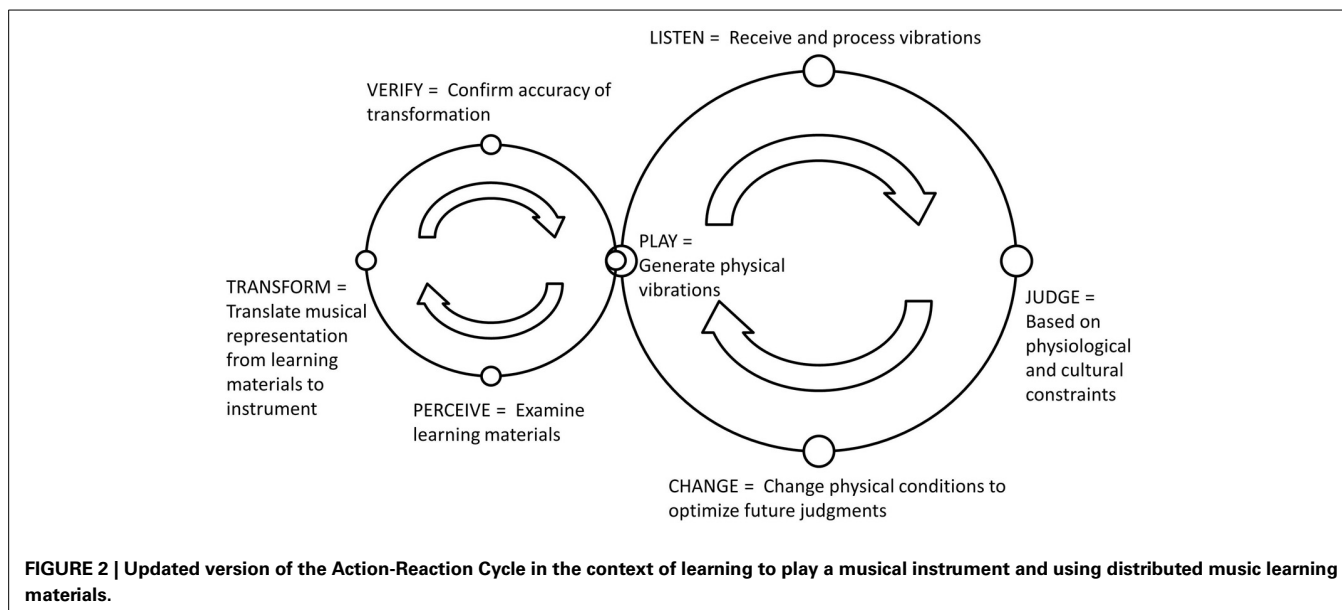 LISTEN = Receive and process vibrations
VERIFY = Confirm accuracy of
transformation
PLAY =
Generate physical
vibrations
TRANSFORM =
Translate musical
representation
from learning
materials to
instrument
JUDGE =
Based on
physiological
and cultural
constraints
PERCEIVE = Examine
learning materials
CHANGE = Change physical conditions to
optimize future judgments
FIGURE 2 | Updated version of the Action-Reaction Cycle in the context of learning to play a musical instrument and using distributed music learning
materials.